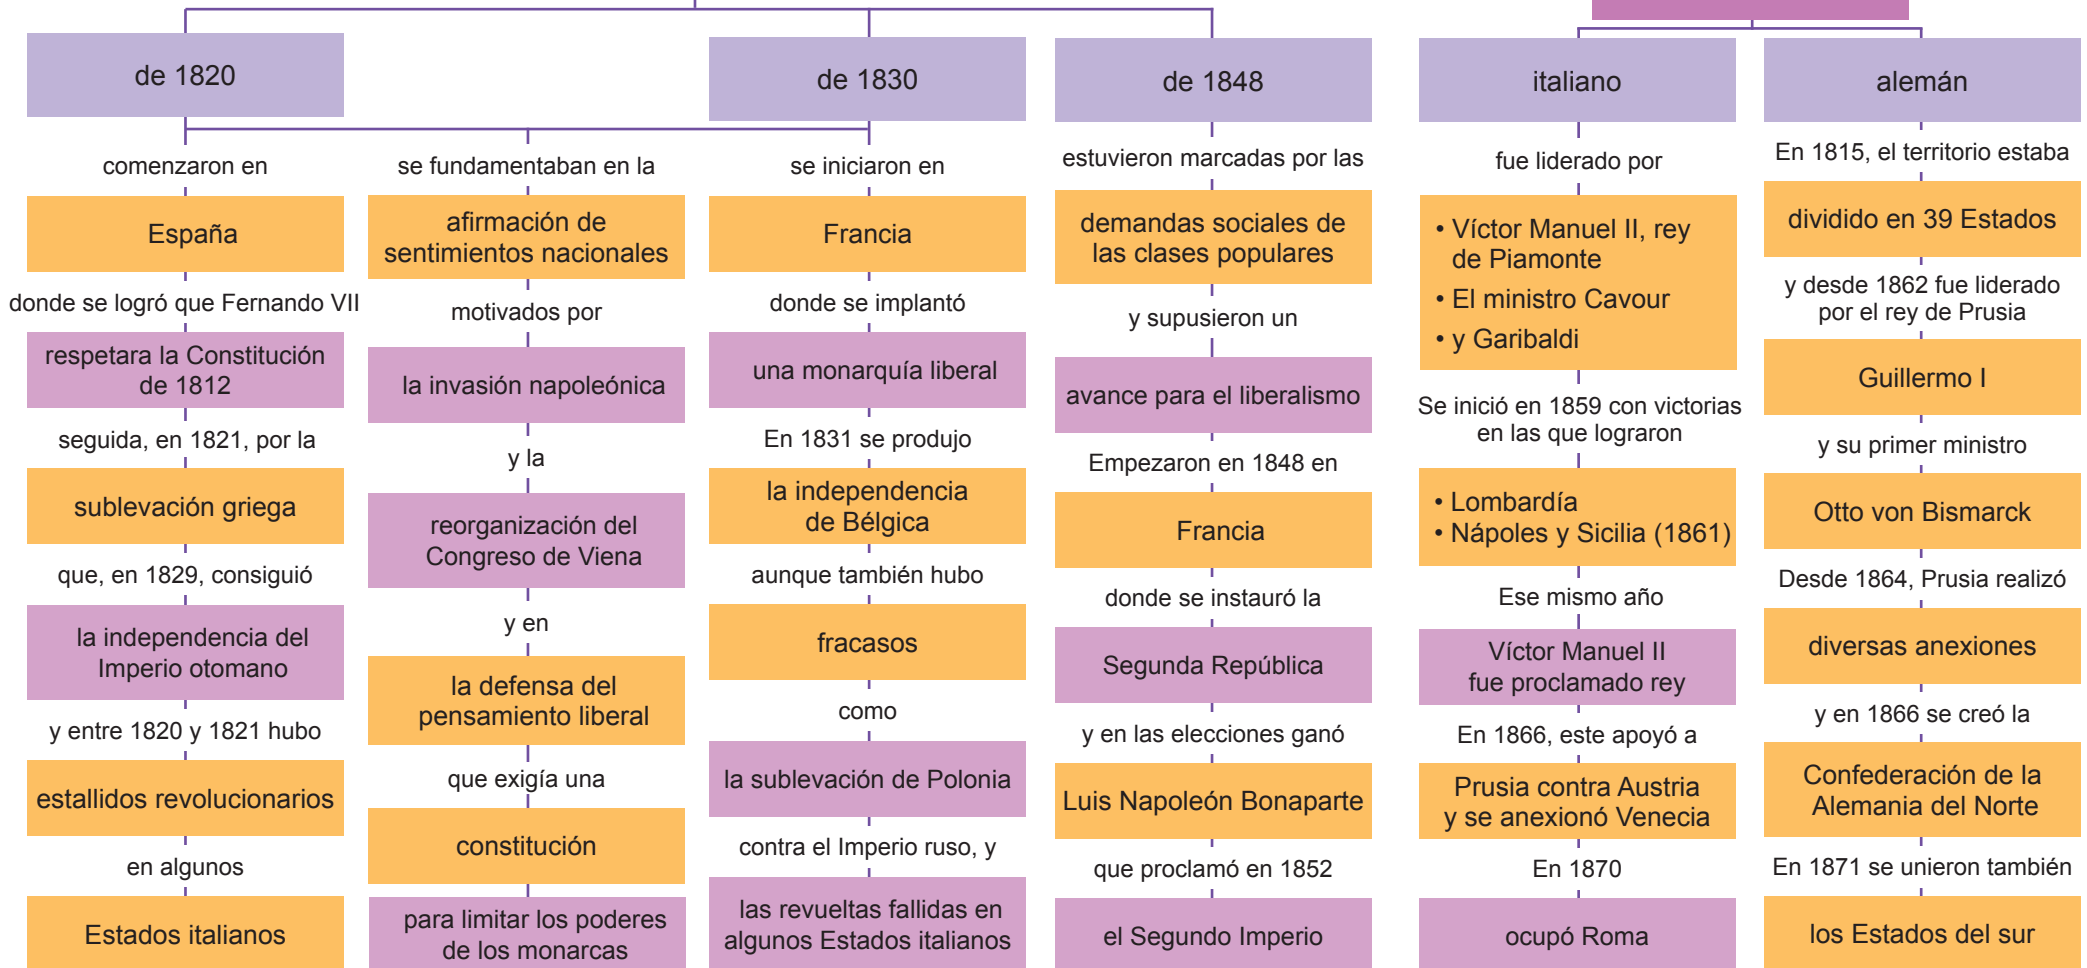 de 1820
comenzaron en
España
donde se logró que Fernando VII
respetara la Constitución
de 1812
seguida, en 1821, por la
sublevación griega
que, en 1829, consiguió
la independencia del
Imperio otomano
y entre 1820 y 1821 hubo
estallidos revolucionarios
en algunos
Estados italianos
se fundamentaban en la
afirmación de
sentimientos nacionales
motivados por
la invasión napoleónica
y la
reorganización del
Congreso de Viena
y en
la defensa del
pensamiento liberal
que exigía una
constitución
para limitar los poderes
de los monarcas
de 1830
se iniciaron en
Francia
donde se implantó
una monarquía liberal
En 1831 se produjo
la independencia
de Bélgica
aunque también hubo
fracasos
como
la sublevación de Polonia
contra el Imperio ruso, y
las revueltas fallidas en
algunos Estados italianos
de 1848
estuvieron marcadas por las
demandas sociales de
las clases populares
y supusieron un
avance para el liberalismo
Empezaron en 1848 en
Francia
donde se instauró la
Segunda República
y en las elecciones ganó
Luis Napoleón Bonaparte
que proclamó en 1852
el Segundo Imperio
italiano
fue liderado por
• Víctor Manuel II, rey
de Piamonte
• El ministro Cavour
• y Garibaldi
Se inició en 1859 con victorias
en las que lograron
• Lombardía
• Nápoles y Sicilia (1861)
Ese mismo año
Víctor Manuel II
fue proclamado rey
En 1866, este apoyó a
Prusia contra Austria
y se anexionó Venecia
En 1870
ocupó Roma
alemán
En 1815, el territorio estaba
dividido en 39 Estados
y desde 1862 fue liderado
por el rey de Prusia
Guillermo I
y su primer ministro
Otto von Bismarck
Desde 1864, Prusia realizó
diversas anexiones
y en 1866 se creó la
Confederación de la
Alemania del Norte
En 1871 se unieron también
los Estados del sur